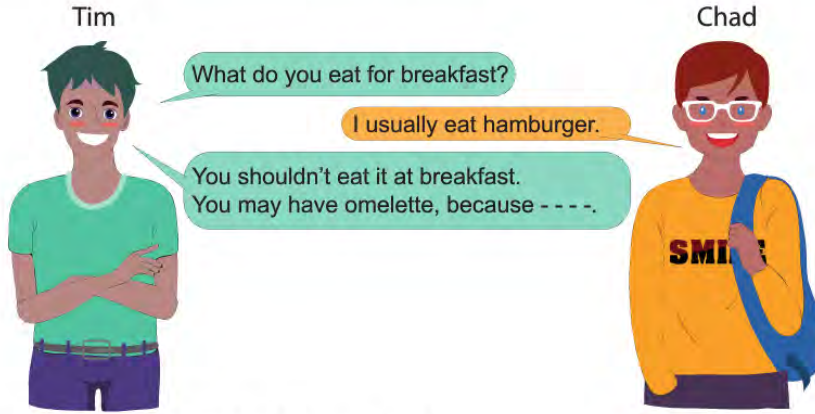 Tim
Chad
What do you eat for breakfast?
I usually eat hamburger.
You shouldn't eat it at breakfast.
You may have omelette, because - - - -.
SMILE